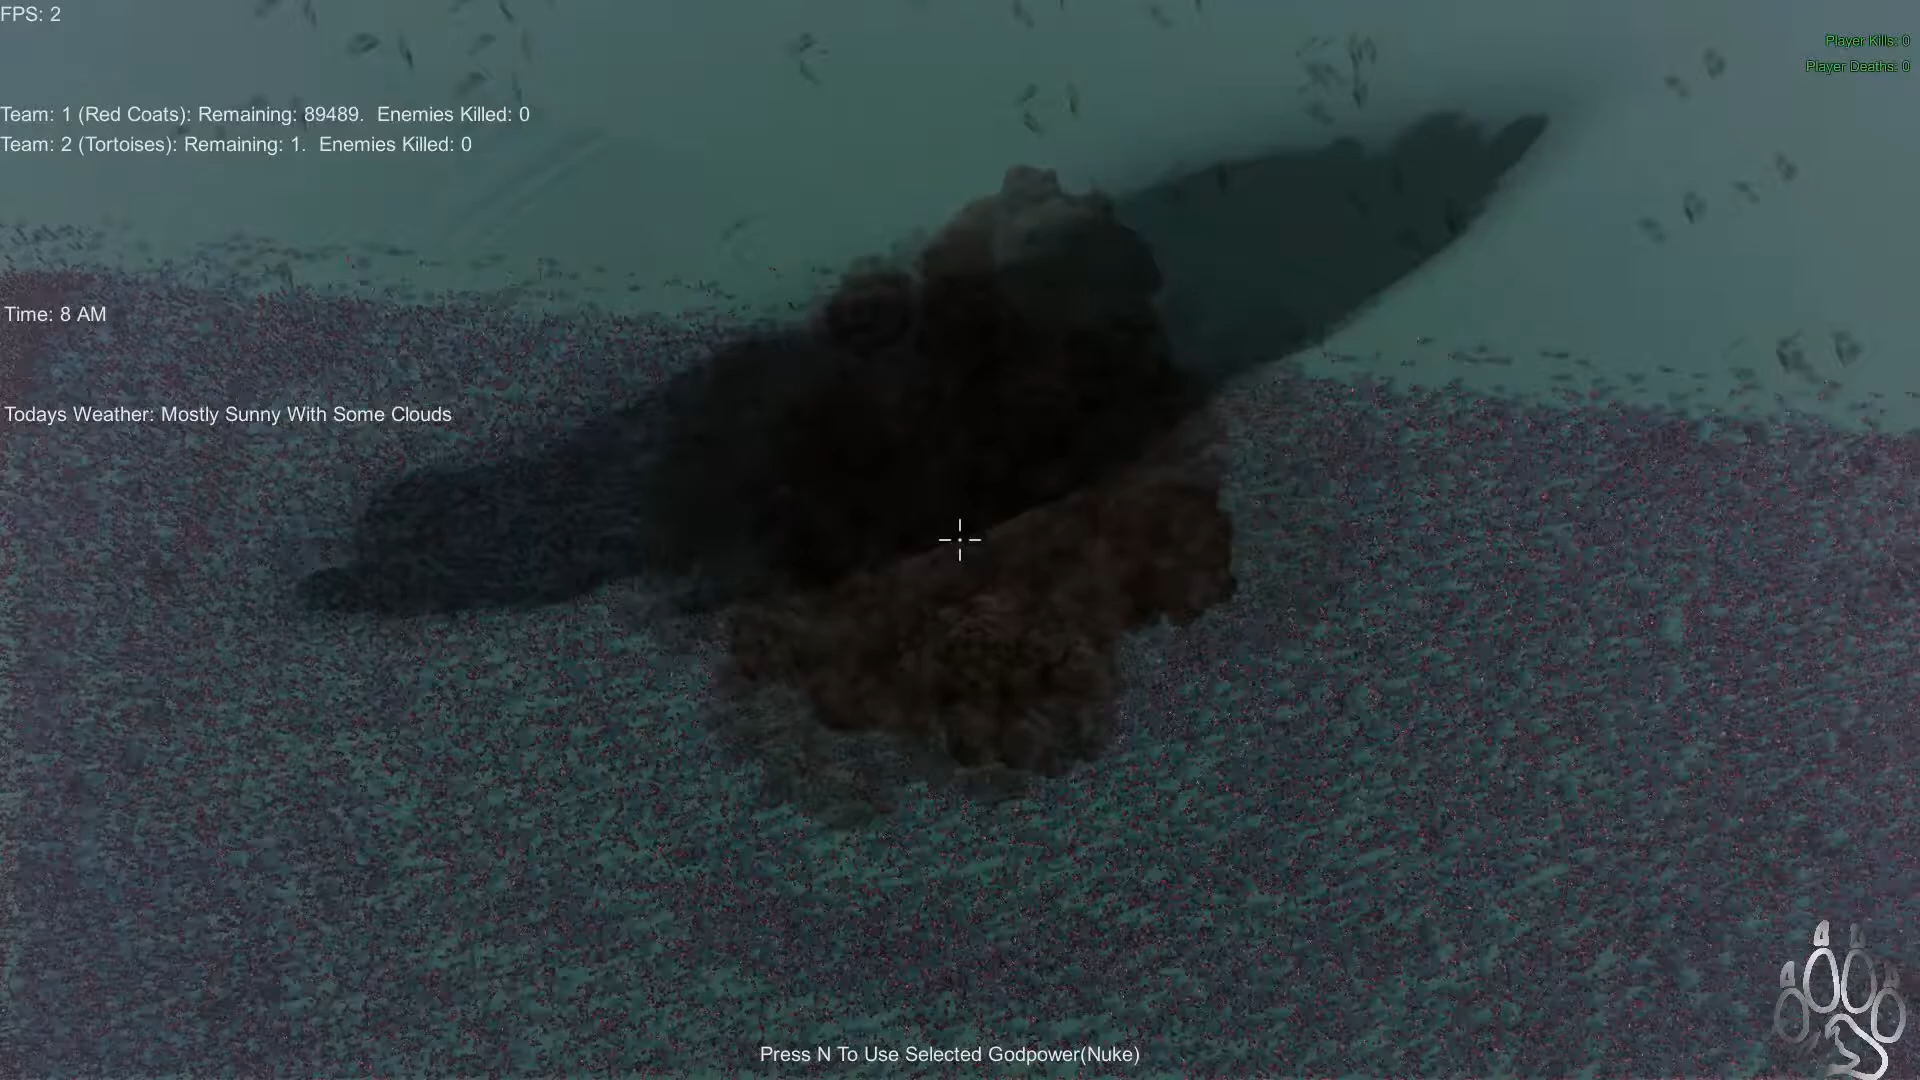 FPS: 2
Player Kills: 0
Player Deaths: 0
Team: 1 (Red Coats): Remaining: 89489.  Enemies Killed: 0
Team: 2 (Tortoises): Remaining: 1.  Enemies Killed: 0
Time: 8 AM
Todays Weather: Mostly Sunny With Some Clouds
Press N To Use Selected Godpower(Nuke)